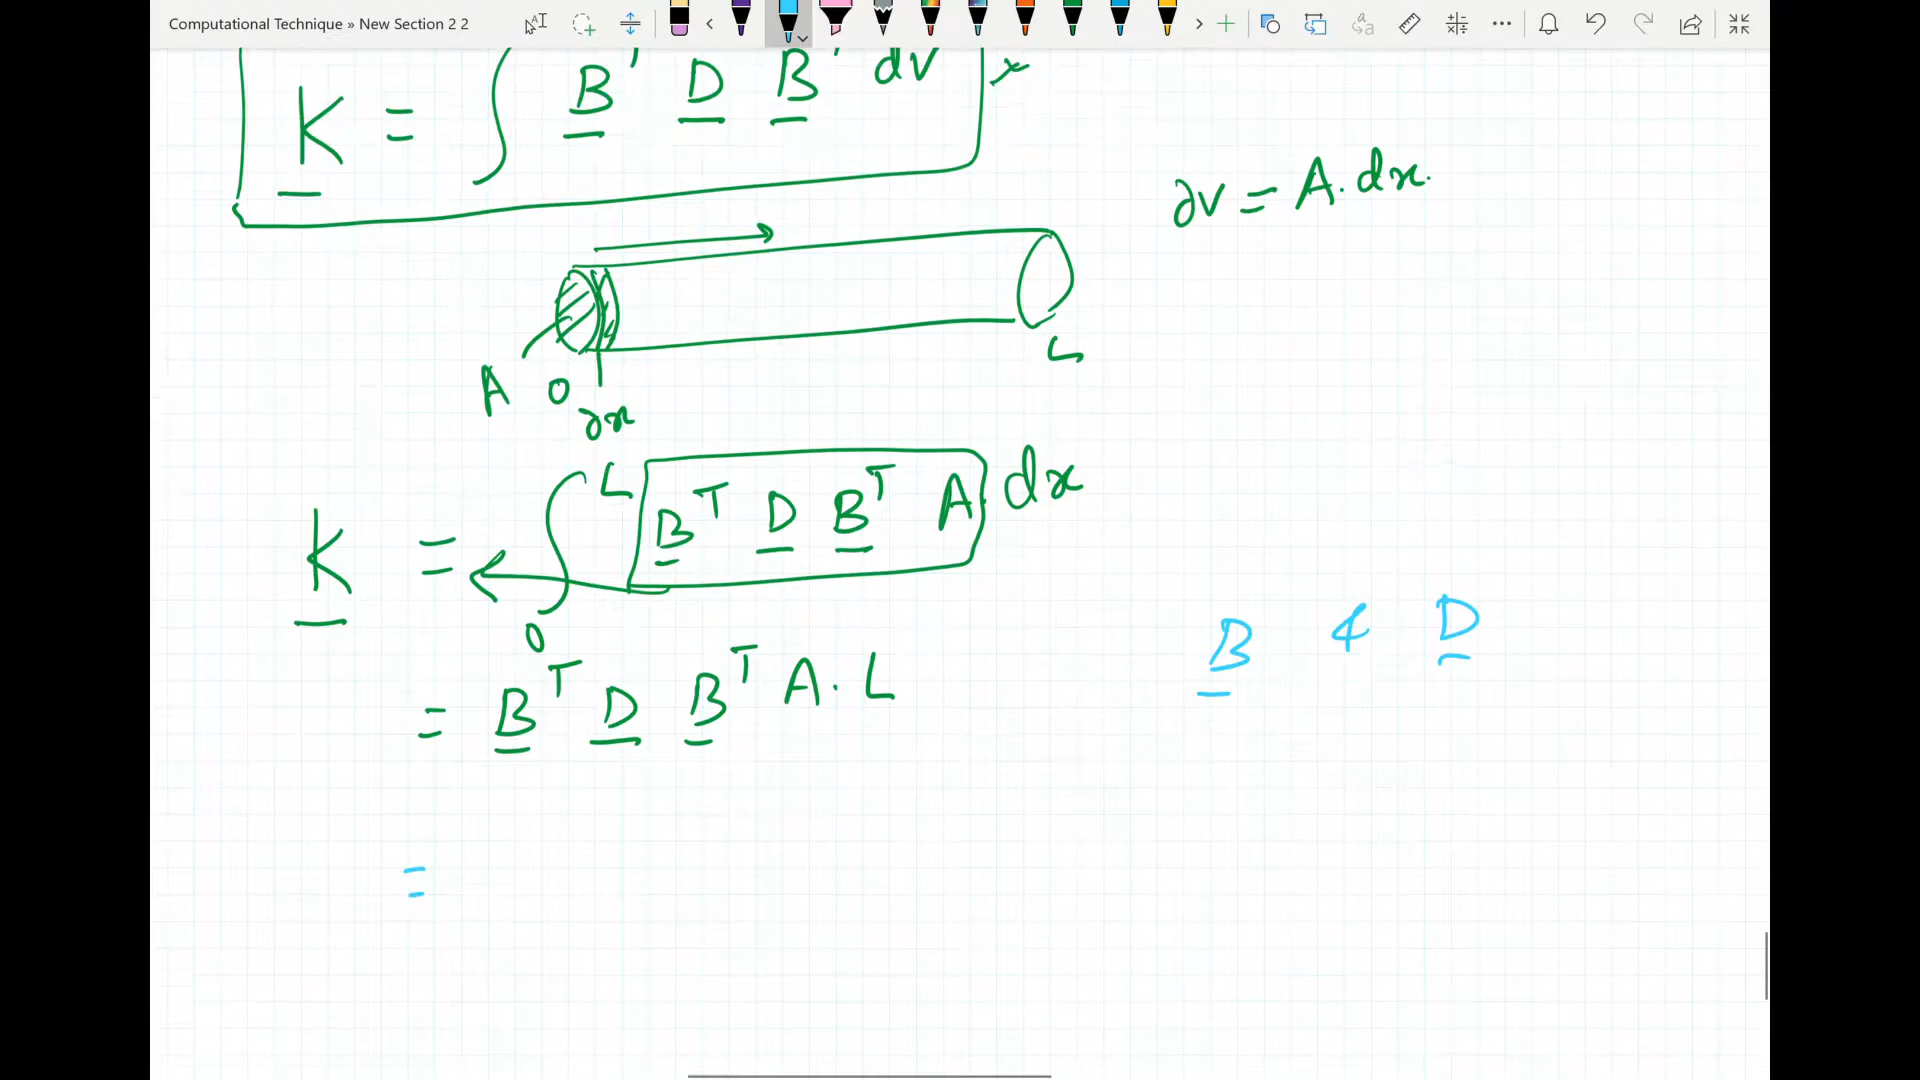 Computational Technique » New Section 2 2
K = ∫ B' D B' dv
∂v = A. dx.
A 0 ∂x L
K = ∫₀ᴸ Bᵀ D Bᵀ A dx
B & D
= Bᵀ D Bᵀ A . L
=